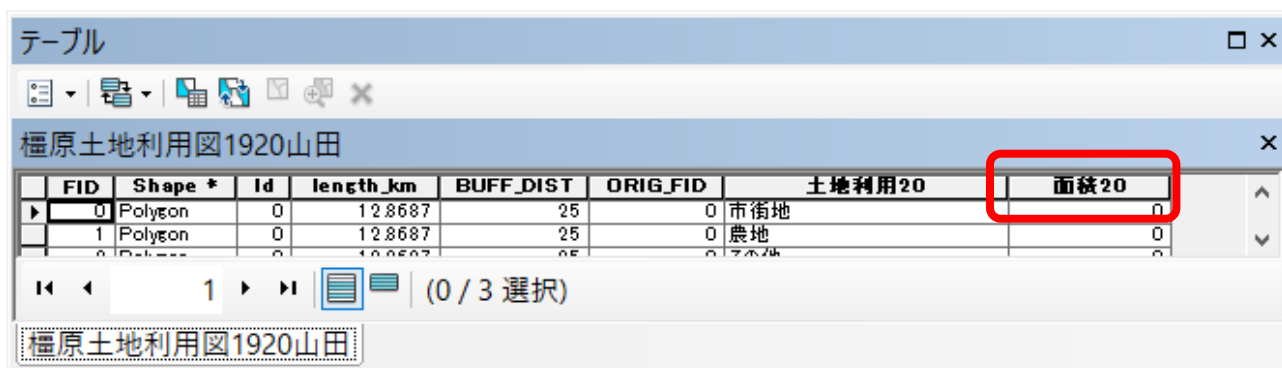 テーブル
橿原土地利用図1920山田
FID Shape * Id length_km BUFF_DIST ORIG_FID 土地利用20 面積20
0 Polygon 0 12.8687 25 0 市街地 0
1 Polygon 0 12.8687 25 0 農地 0
1 (0 / 3 選択)
橿原土地利用図1920山田